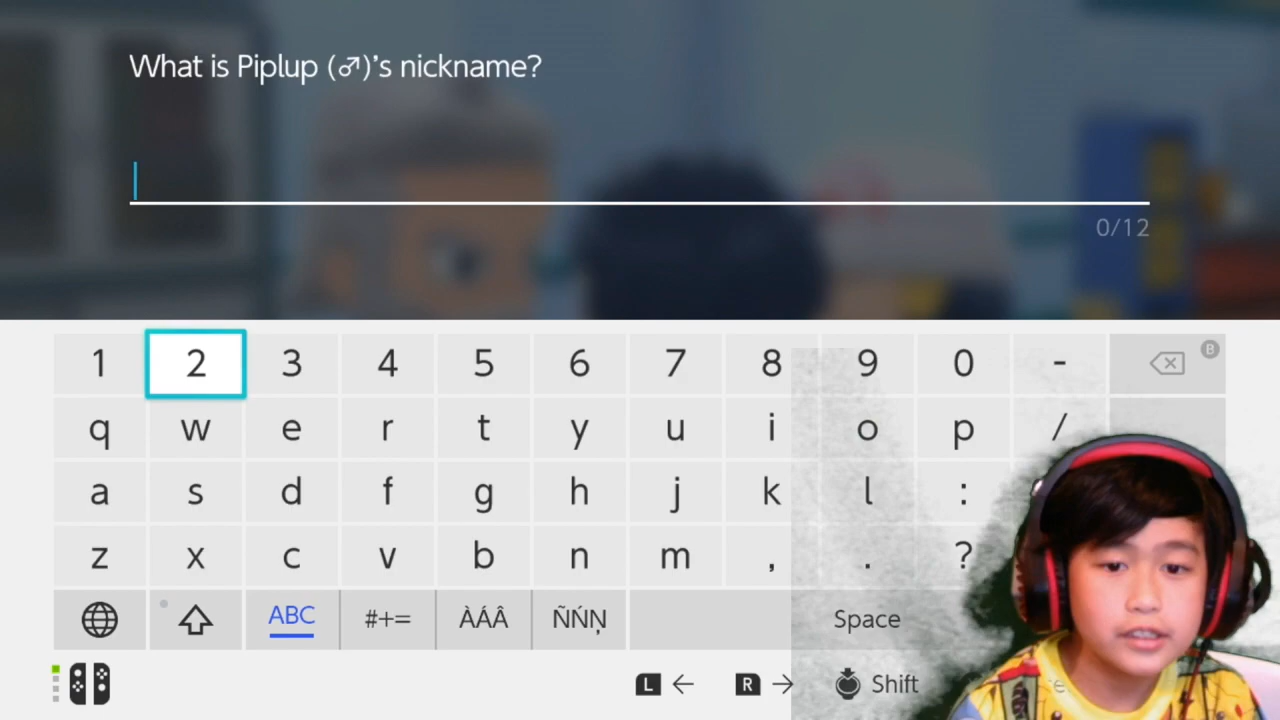 What is Piplup (♂)'s nickname?
0/12
1 2 3 4 5 6 7 8 9 0 - B
q w e r t y u i o p /
a s d f g h j k l :
z x c v b n m , . ?
ABC #+= ÀÁÂ ÑŃŅ Space
L ← R → Shift